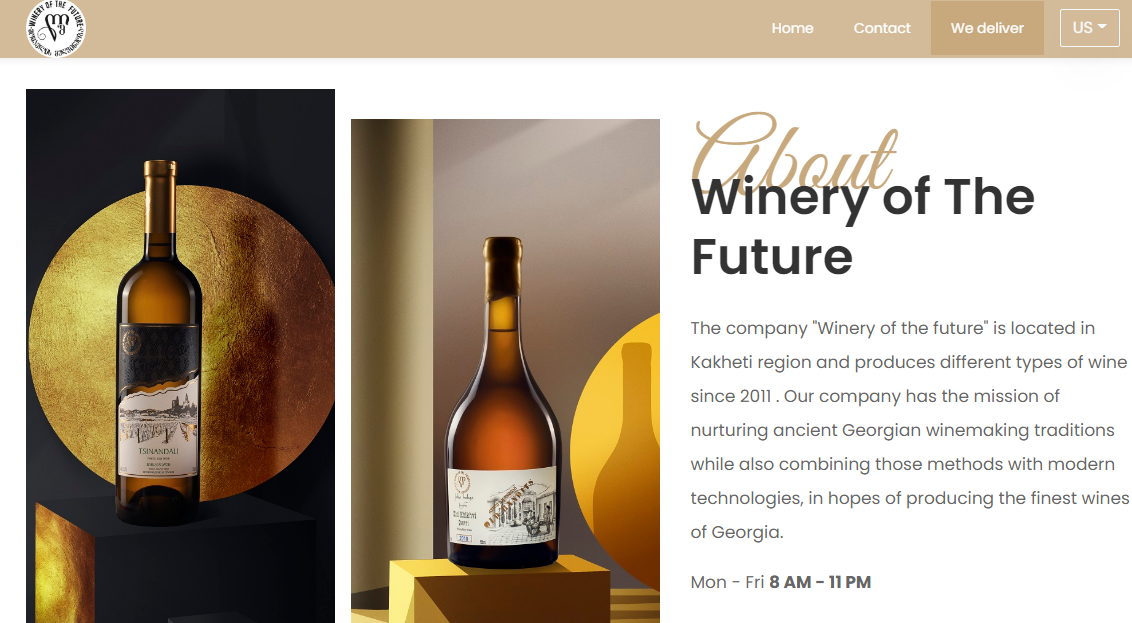 WINERY OF THE FUTURE
Home
Contact
We deliver
US
TSINANDALI
OLD BANDITS
About
Winery of The
Future
The company "Winery of the future" is located in
Kakheti region and produces different types of wine
since 2011 . Our company has the mission of
nurturing ancient Georgian winemaking traditions
while also combining those methods with modern
technologies, in hopes of producing the finest wines
of Georgia.
Mon - Fri 8 AM - 11 PM